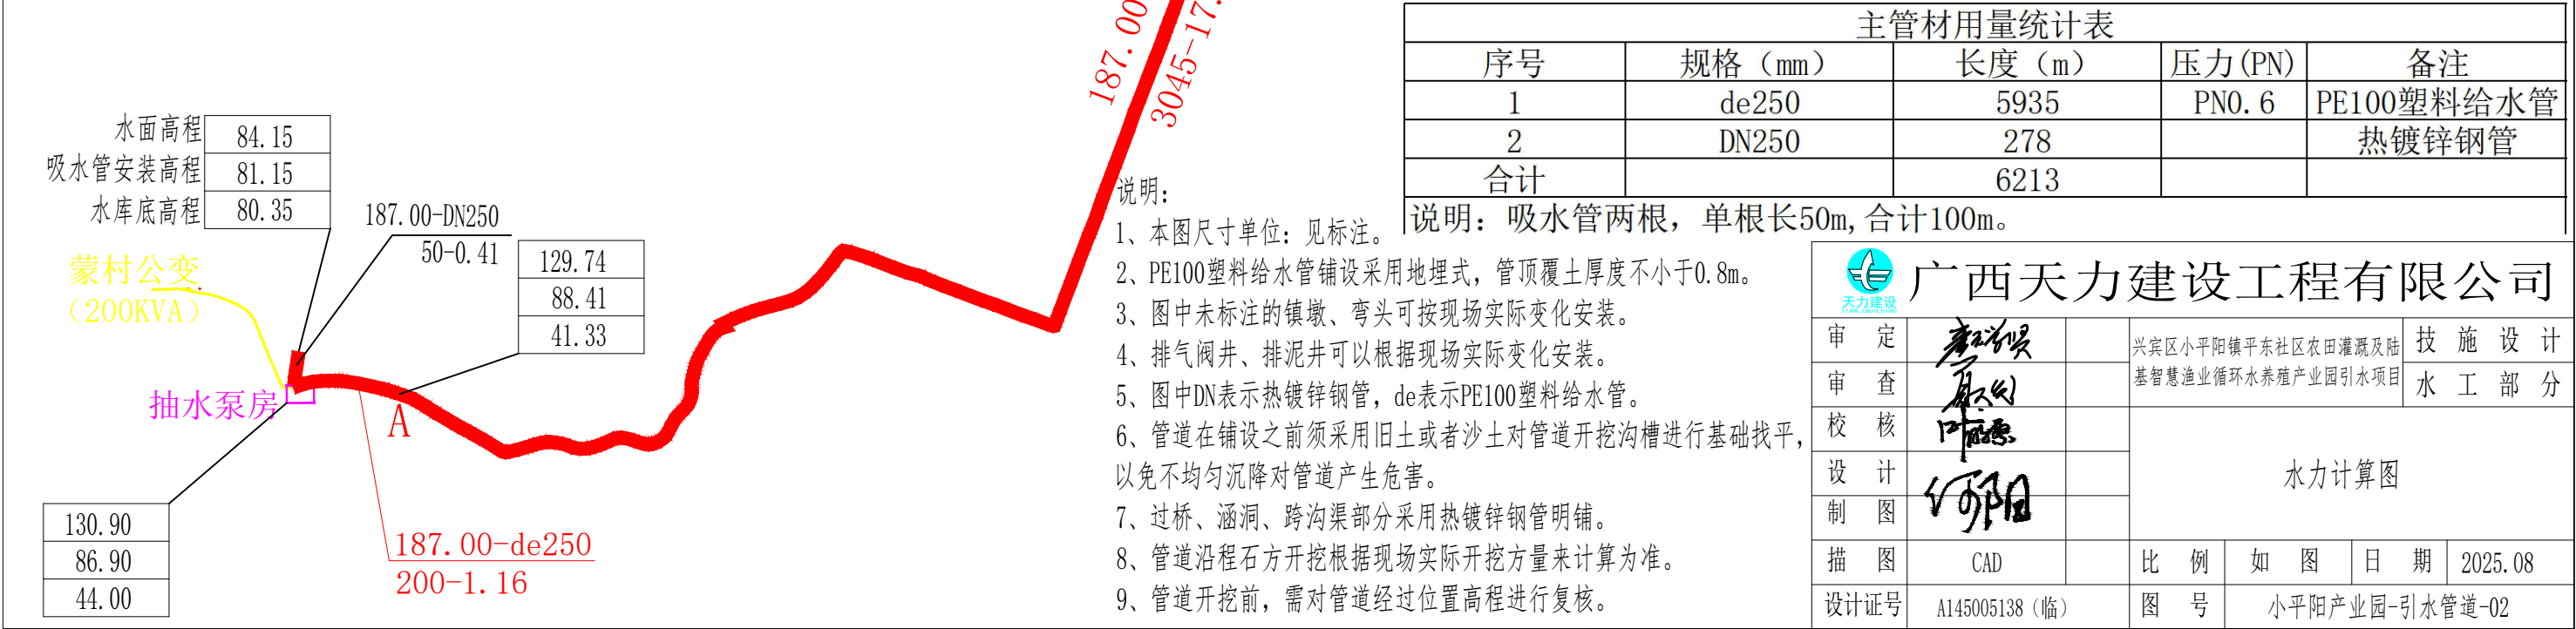 187.00
3045-17.
水面高程 84.15
吸水管安装高程 81.15
水库底高程 80.35
187.00-DN250
50-0.41
129.74
88.41
41.33
蒙村公变
(200KVA)
抽水泵房
A
130.90
86.90
44.00
187.00-de250
200-1.16
主管材用量统计表
序号 规格（mm） 长度（m） 压力(PN) 备注
1 de250 5935 PN0.6 PE100塑料给水管
2 DN250 278 热镀锌钢管
合计 6213
说明：吸水管两根，单根长50m,合计100m。
说明：
1、本图尺寸单位：见标注。
2、PE100塑料给水管铺设采用地埋式，管顶覆土厚度不小于0.8m。
3、图中未标注的镇墩、弯头可按现场实际变化安装。
4、排气阀井、排泥井可以根据现场实际变化安装。
5、图中DN表示热镀锌钢管，de表示PE100塑料给水管。
6、管道在铺设之前须采用旧土或者沙土对管道开挖沟槽进行基础找平，
以免不均匀沉降对管道产生危害。
7、过桥、涵洞、跨沟渠部分采用热镀锌钢管明铺。
8、管道沿程石方开挖根据现场实际开挖方量来计算为准。
9、管道开挖前，需对管道经过位置高程进行复核。
天力建设
TIANLIBUILDING
广西天力建设工程有限公司
审定
审查
校核
设计
制图 何阳
兴宾区小平阳镇平东社区农田灌溉及陆
基智慧渔业循环水养殖产业园引水项目
技施设计
水工部分
水力计算图
描图 CAD 比例 如图 日期 2025.08
设计证号 A145005138（临） 图号 小平阳产业园-引水管道-02